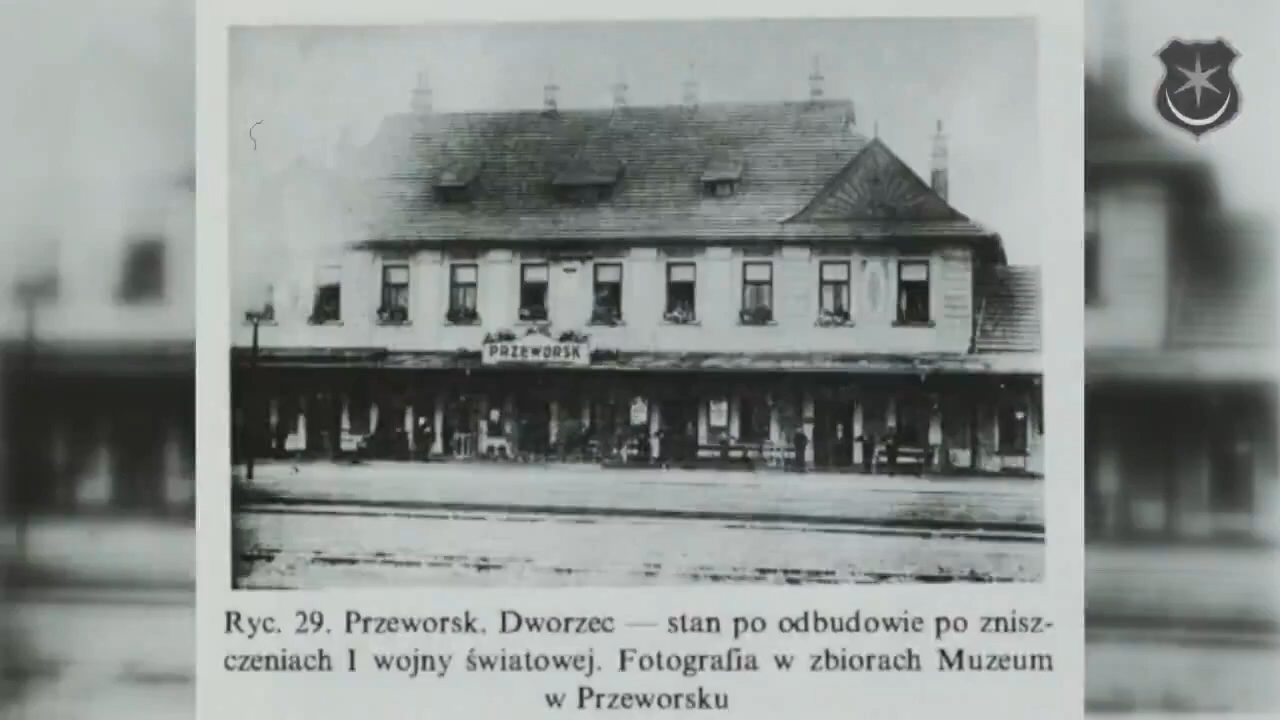 PRZEWORSK
Ryc. 29. Przeworsk. Dworzec — stan po odbudowie po znisz-
czeniach I wojny światowej. Fotografia w zbiorach Muzeum
w Przeworsku